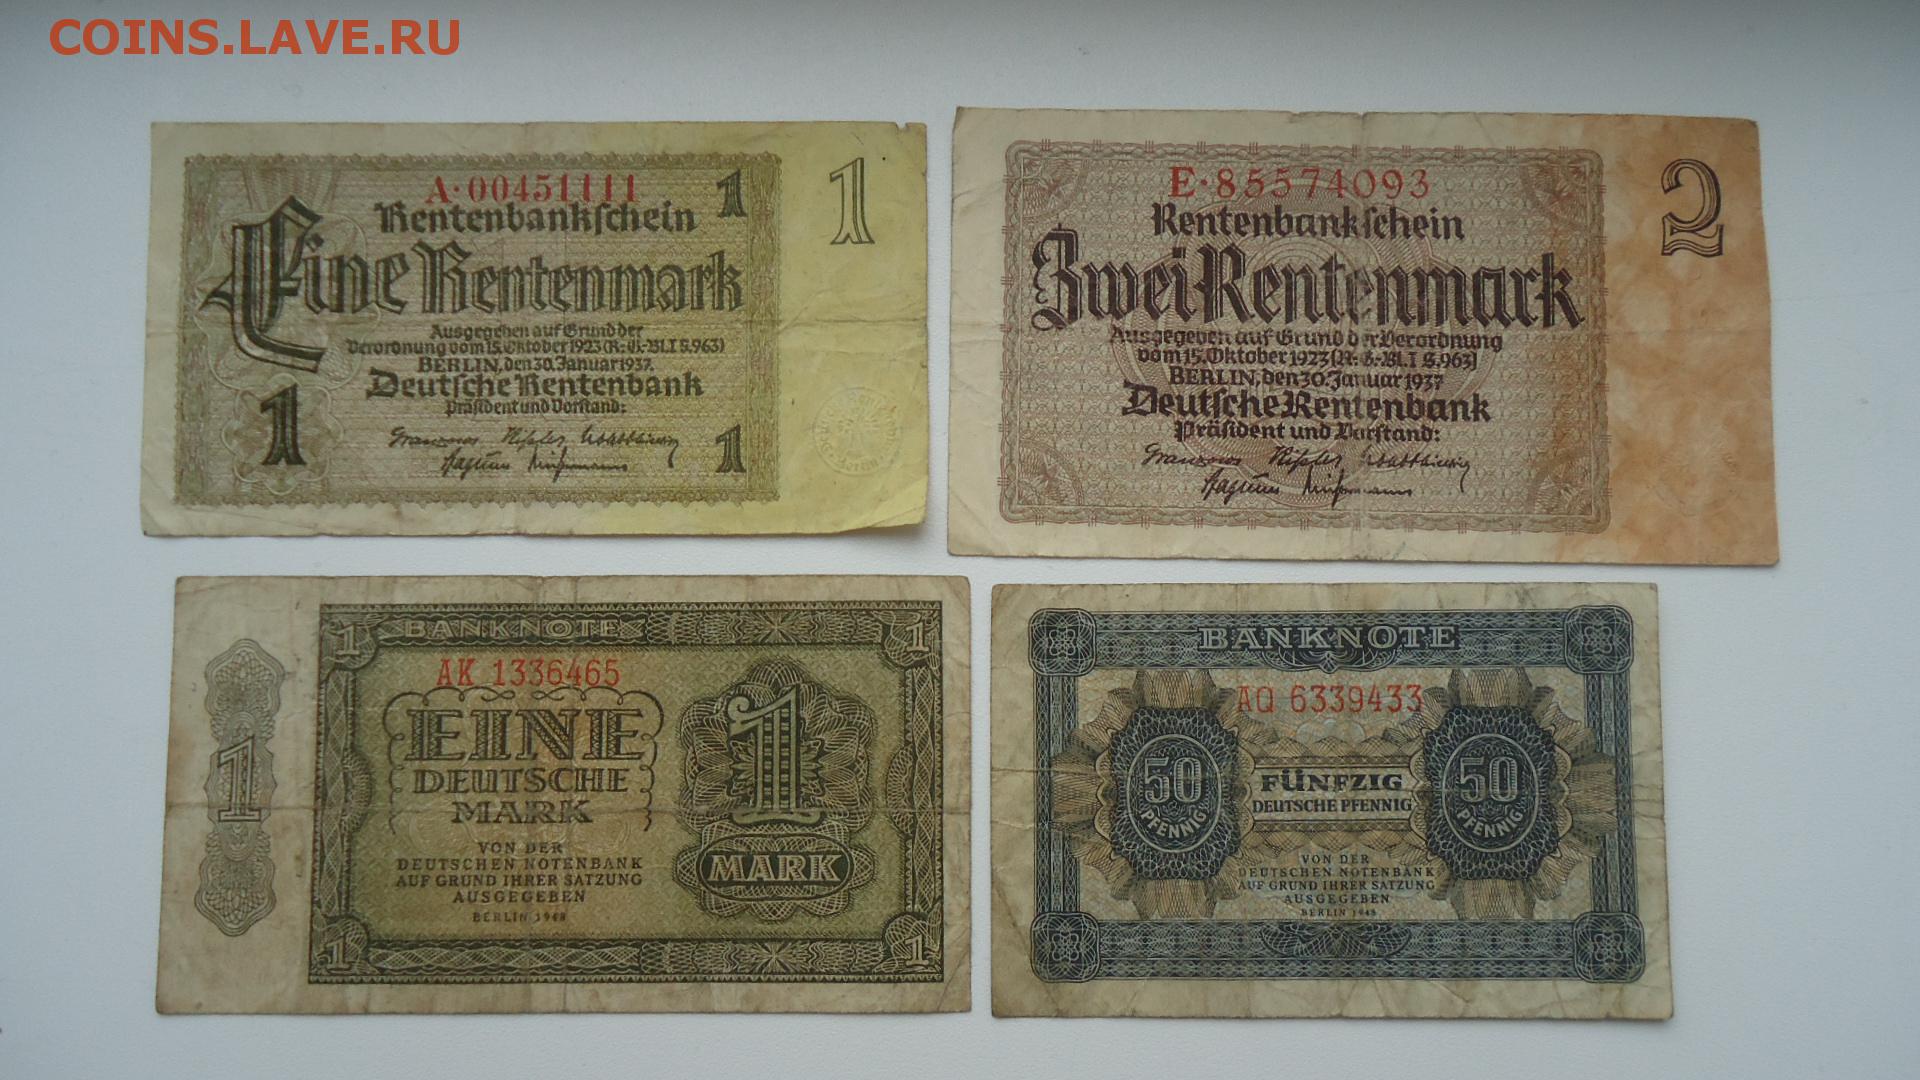 COINS.LAVE.RU
A·00451111
Rentenbankschein
1
1
Eine Rentenmark
Ausgegeben auf Grund der
Verordnung vom 15. Oktober 1923 (R.-G.-Bl. I S. 963)
BERLIN, den 30. Januar 1937.
Deutsche Rentenbank
Präsident und Vorstand:
1
1
E·85574093
2
Rentenbankschein
Zwei Rentenmark
Ausgegeben auf Grund der Verordnung
vom 15. Oktober 1923 (R.-G.-Bl. I S. 963)
BERLIN, den 30. Januar 1937
Deutsche Rentenbank
Präsident und Vorstand:
1 BANKNOTE 1
AK 1336465
1
1
EINE
DEUTSCHE
MARK
MARK
VON DER
DEUTSCHEN NOTENBANK
AUF GRUND IHRER SATZUNG
AUSGEGEBEN
BERLIN 1948
1 1
BANKNOTE
AQ 6339433
50
PFENNIG
FÜNFZIG
DEUTSCHE PFENNIG
50
PFENNIG
VON DER
DEUTSCHEN NOTENBANK
AUF GRUND IHRER SATZUNG
AUSGEGEBEN
BERLIN 1948